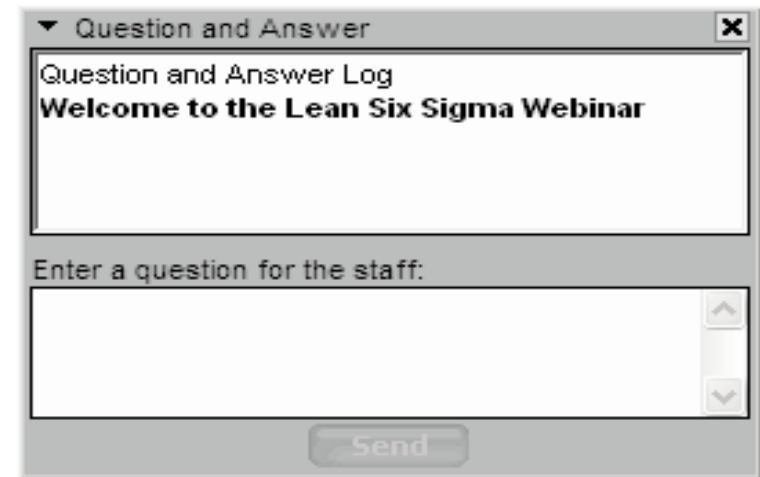 Question and Answer
Question and Answer Log
Welcome to the Lean Six Sigma Webinar
Enter a question for the staff:
Send